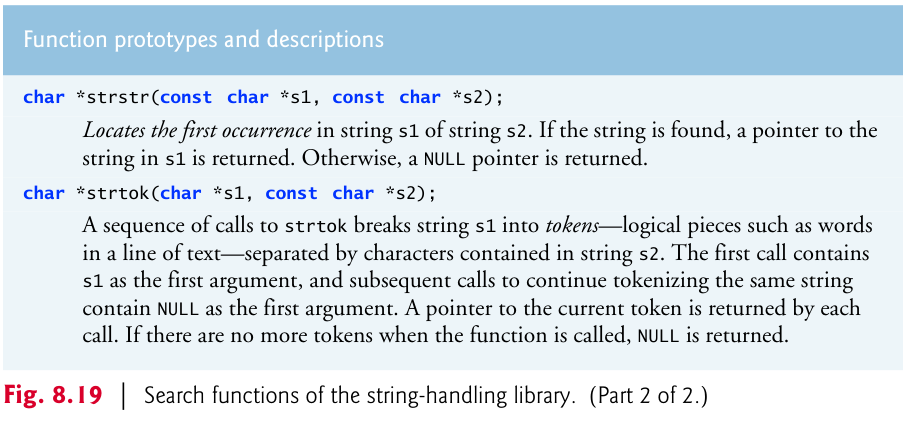 Function prototypes and descriptions
char *strstr(const char *s1, const char *s2);
Locates the first occurrence in string s1 of string s2. If the string is found, a pointer to the
string in s1 is returned. Otherwise, a NULL pointer is returned.
char *strtok(char *s1, const char *s2);
A sequence of calls to strtok breaks string s1 into tokens—logical pieces such as words
in a line of text—separated by characters contained in string s2. The first call contains
s1 as the first argument, and subsequent calls to continue tokenizing the same string
contain NULL as the first argument. A pointer to the current token is returned by each
call. If there are no more tokens when the function is called, NULL is returned.
Fig. 8.19 | Search functions of the string-handling library. (Part 2 of 2.)